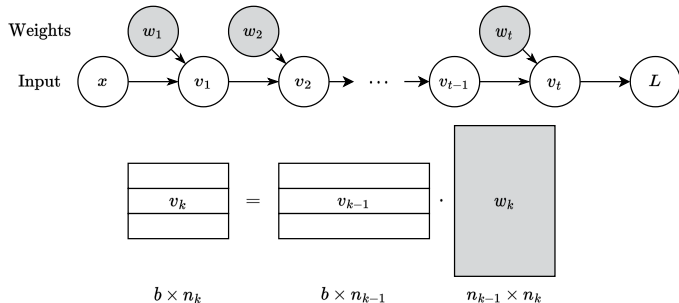 Weights w₁ w₂ wₜ
Input x v₁ v₂ ⋯ vₜ₋₁ vₜ L
vₖ = vₖ₋₁ · wₖ
b × nₖ b × nₖ₋₁ nₖ₋₁ × nₖ